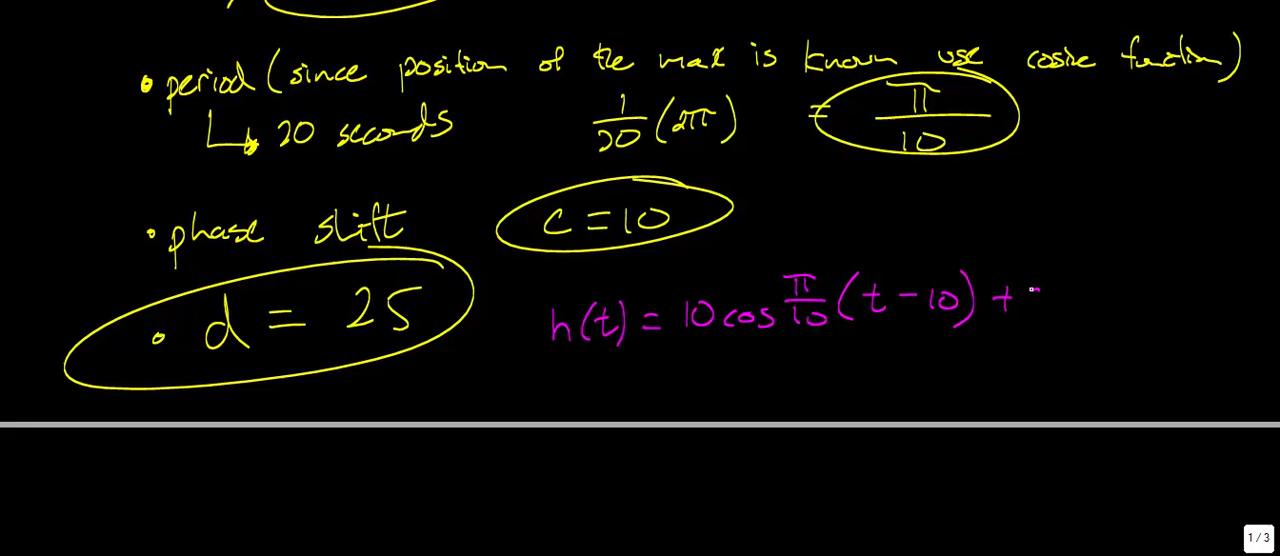 • period (since position of the max is known use cosine function)
↳ 20 seconds 1/20 (2π) = π/10
• phase shift c = 10
• d = 25
h(t) = 10 cos π/10 (t - 10) +
1 / 3